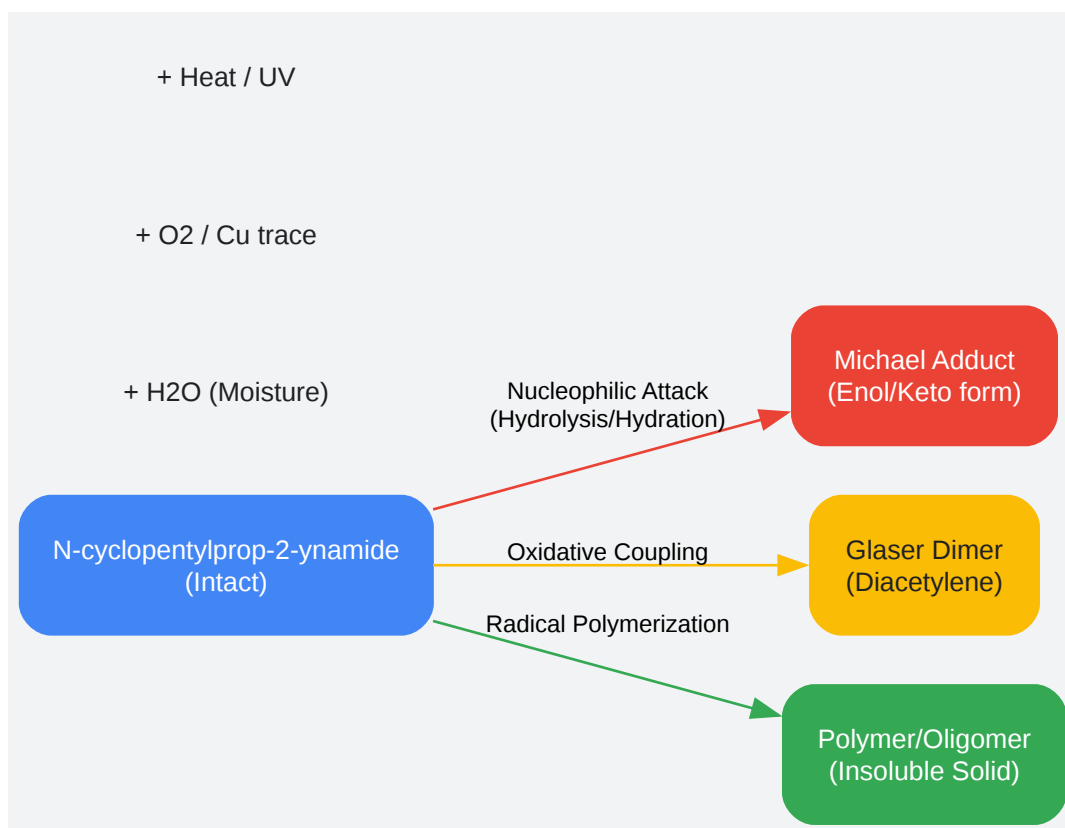 + Heat / UV
+ O2 / Cu trace
+ H2O (Moisture)
Nucleophilic Attack
(Hydrolysis/Hydration)
Michael Adduct
(Enol/Keto form)
N-cyclopentylprop-2-ynamide
(Intact)
Oxidative Coupling
Glaser Dimer
(Diacetylene)
Radical Polymerization
Polymer/Oligomer
(Insoluble Solid)